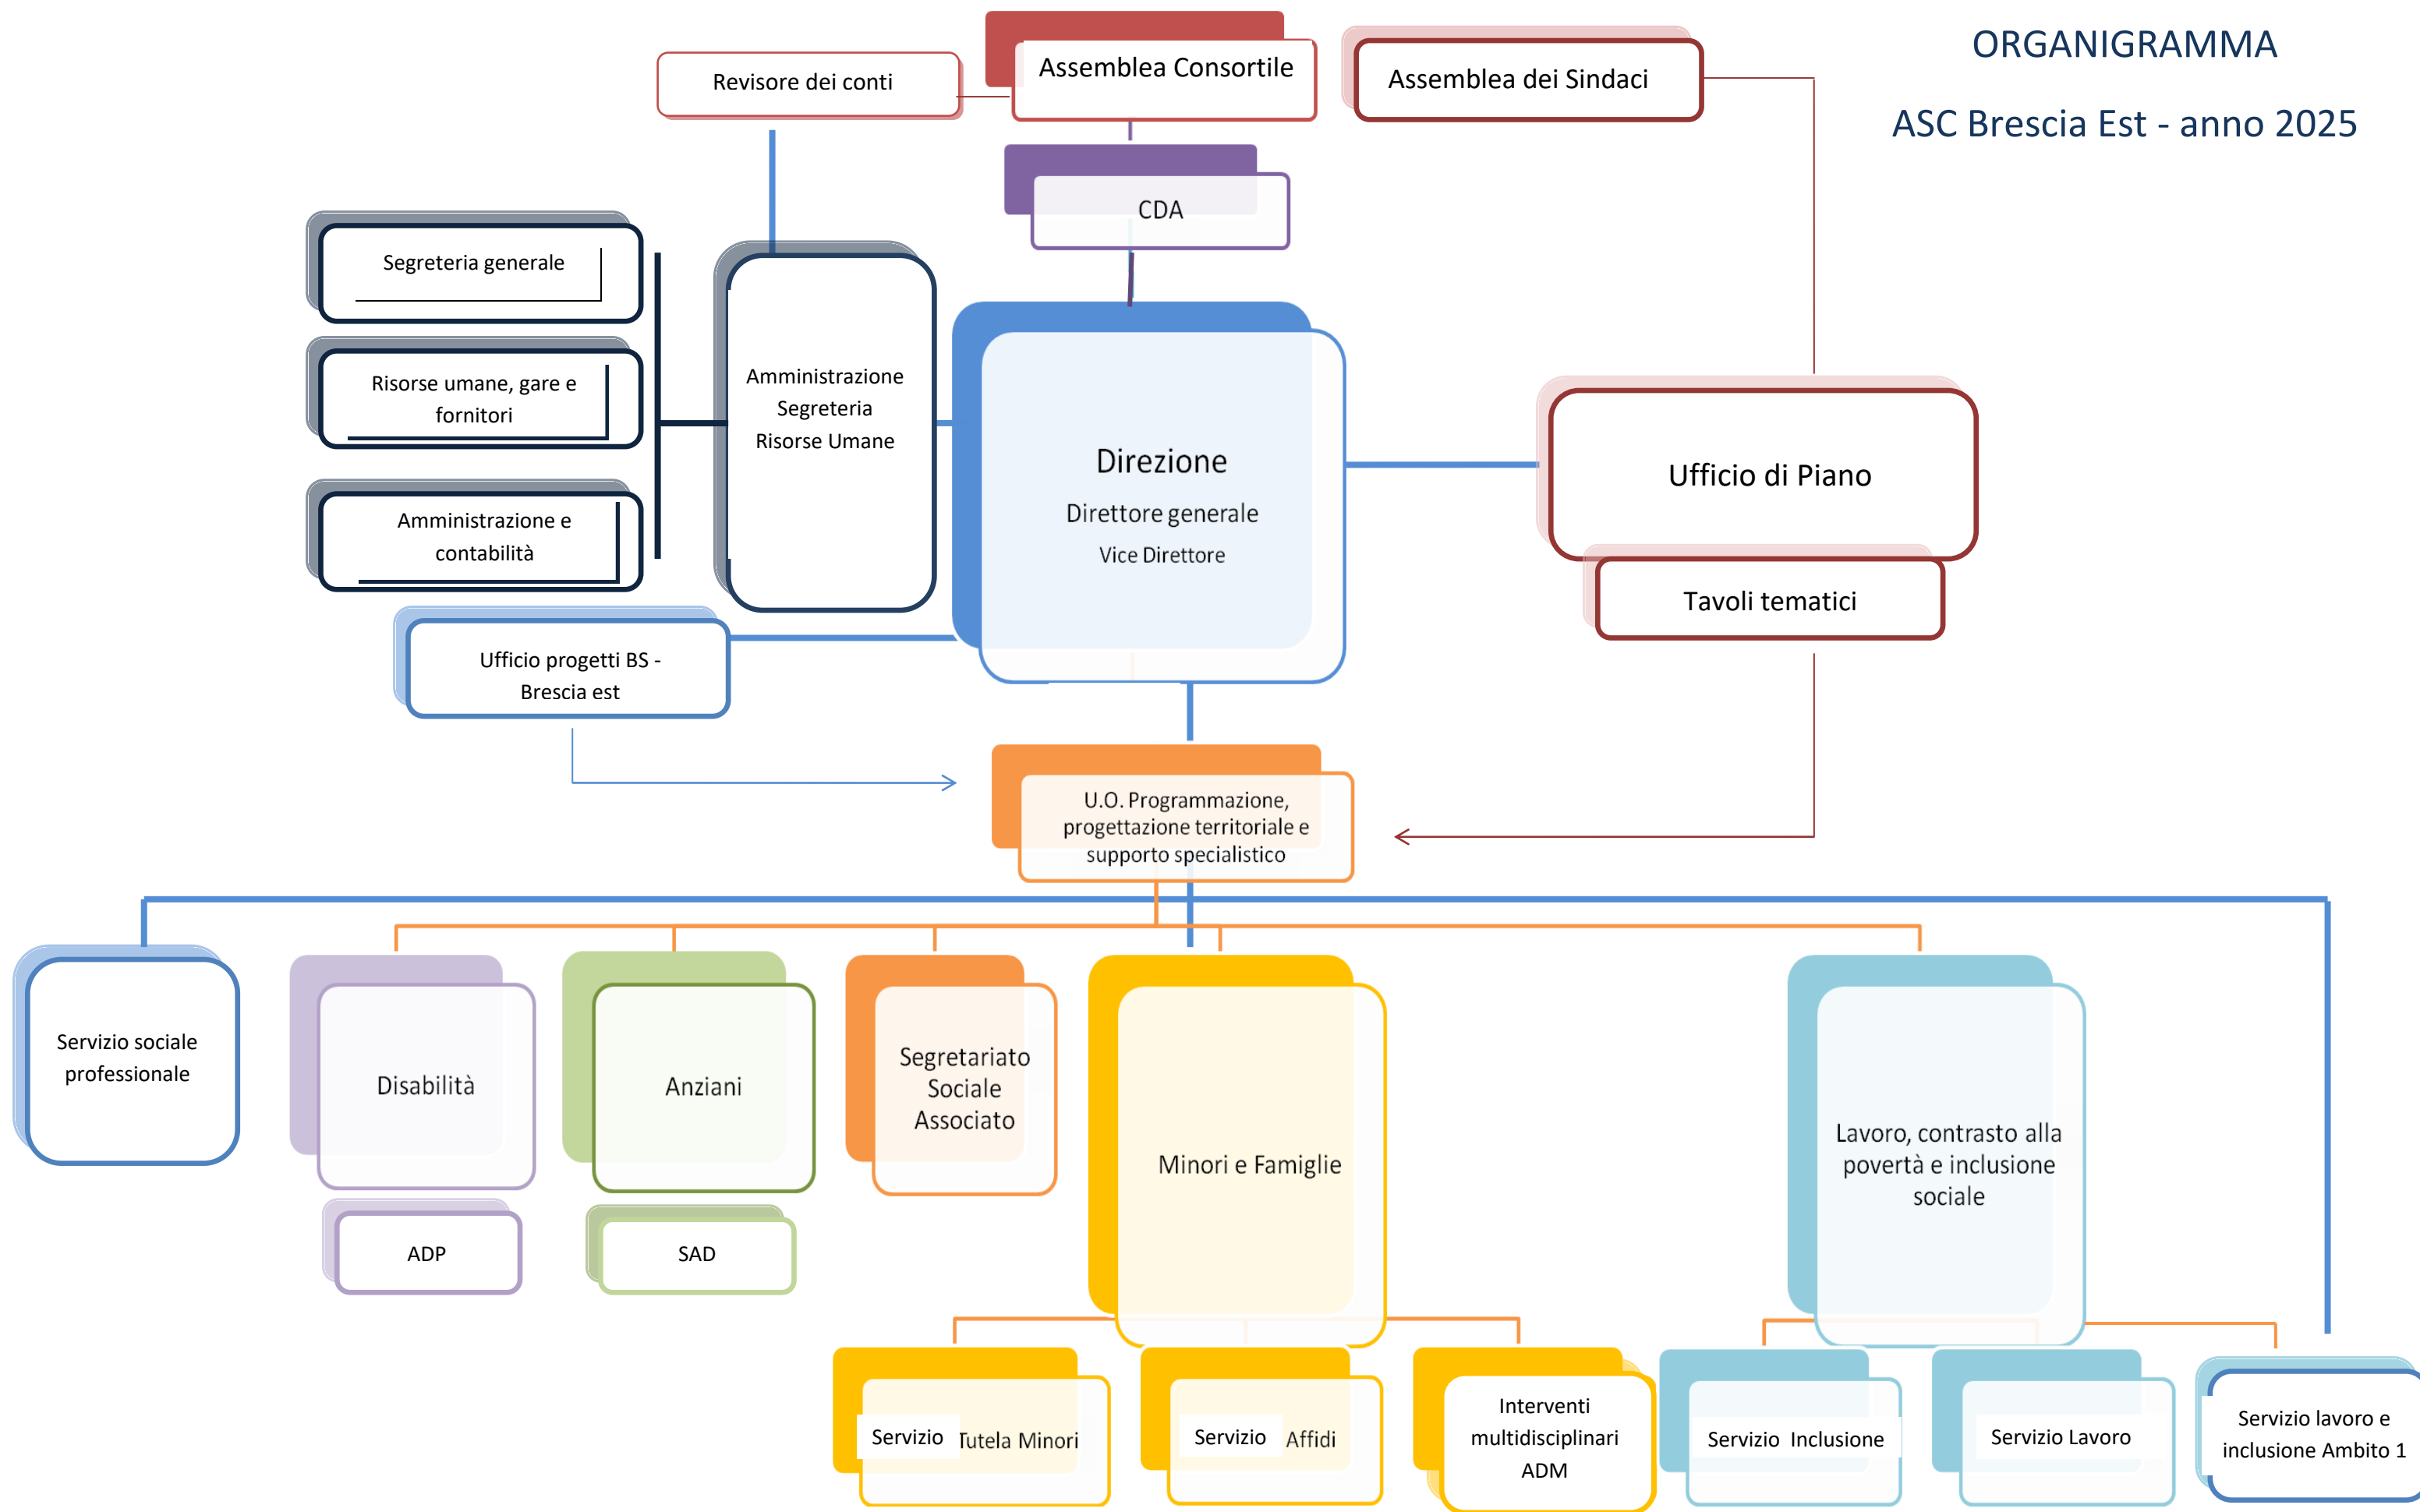 ORGANIGRAMMA
ASC Brescia Est - anno 2025
Revisore dei conti
Assemblea Consortile
Assemblea dei Sindaci
CDA
Segreteria generale
Risorse umane, gare e
fornitori
Amministrazione e
contabilità
Amministrazione
Segreteria
Risorse Umane
Direzione
Direttore generale
Vice Direttore
Ufficio di Piano
Tavoli tematici
Ufficio progetti BS -
Brescia est
U.O. Programmazione,
progettazione territoriale e
supporto specialistico
Servizio sociale
professionale
Disabilità
Anziani
Segretariato
Sociale
Associato
Minori e Famiglie
Lavoro, contrasto alla
povertà e inclusione
sociale
ADP
SAD
Servizio Tutela Minori
Servizio Affidi
Interventi
multidisciplinari
ADM
Servizio Inclusione
Servizio Lavoro
Servizio lavoro e
inclusione Ambito 1